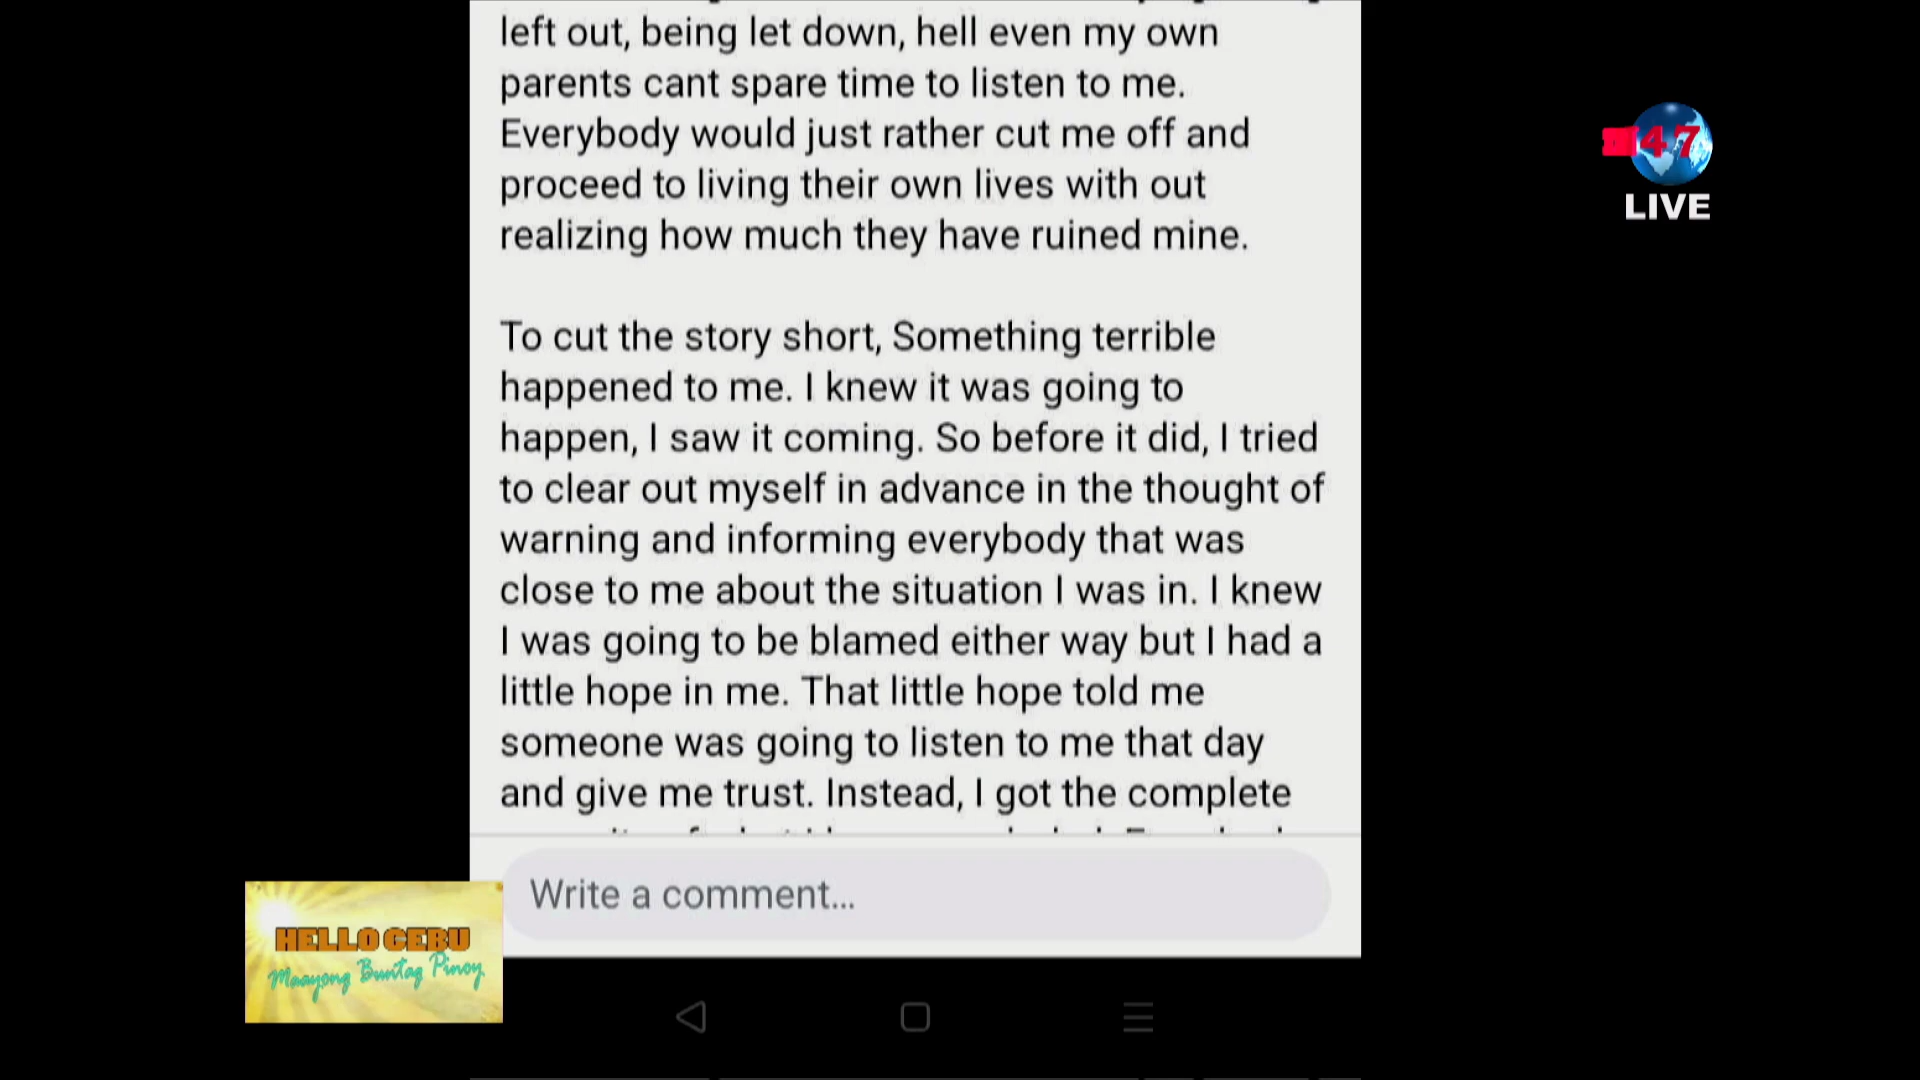 left out, being let down, hell even my own
parents cant spare time to listen to me.
Everybody would just rather cut me off and
proceed to living their own lives with out
realizing how much they have ruined mine.
To cut the story short, Something terrible
happened to me. I knew it was going to
happen, I saw it coming. So before it did, I tried
to clear out myself in advance in the thought of
warning and informing everybody that was
close to me about the situation I was in. I knew
I was going to be blamed either way but I had a
little hope in me. That little hope told me
someone was going to listen to me that day
and give me trust. Instead, I got the complete
Write a comment...
47
LIVE
HELLO CEBU
Maayong Buntag Pinoy